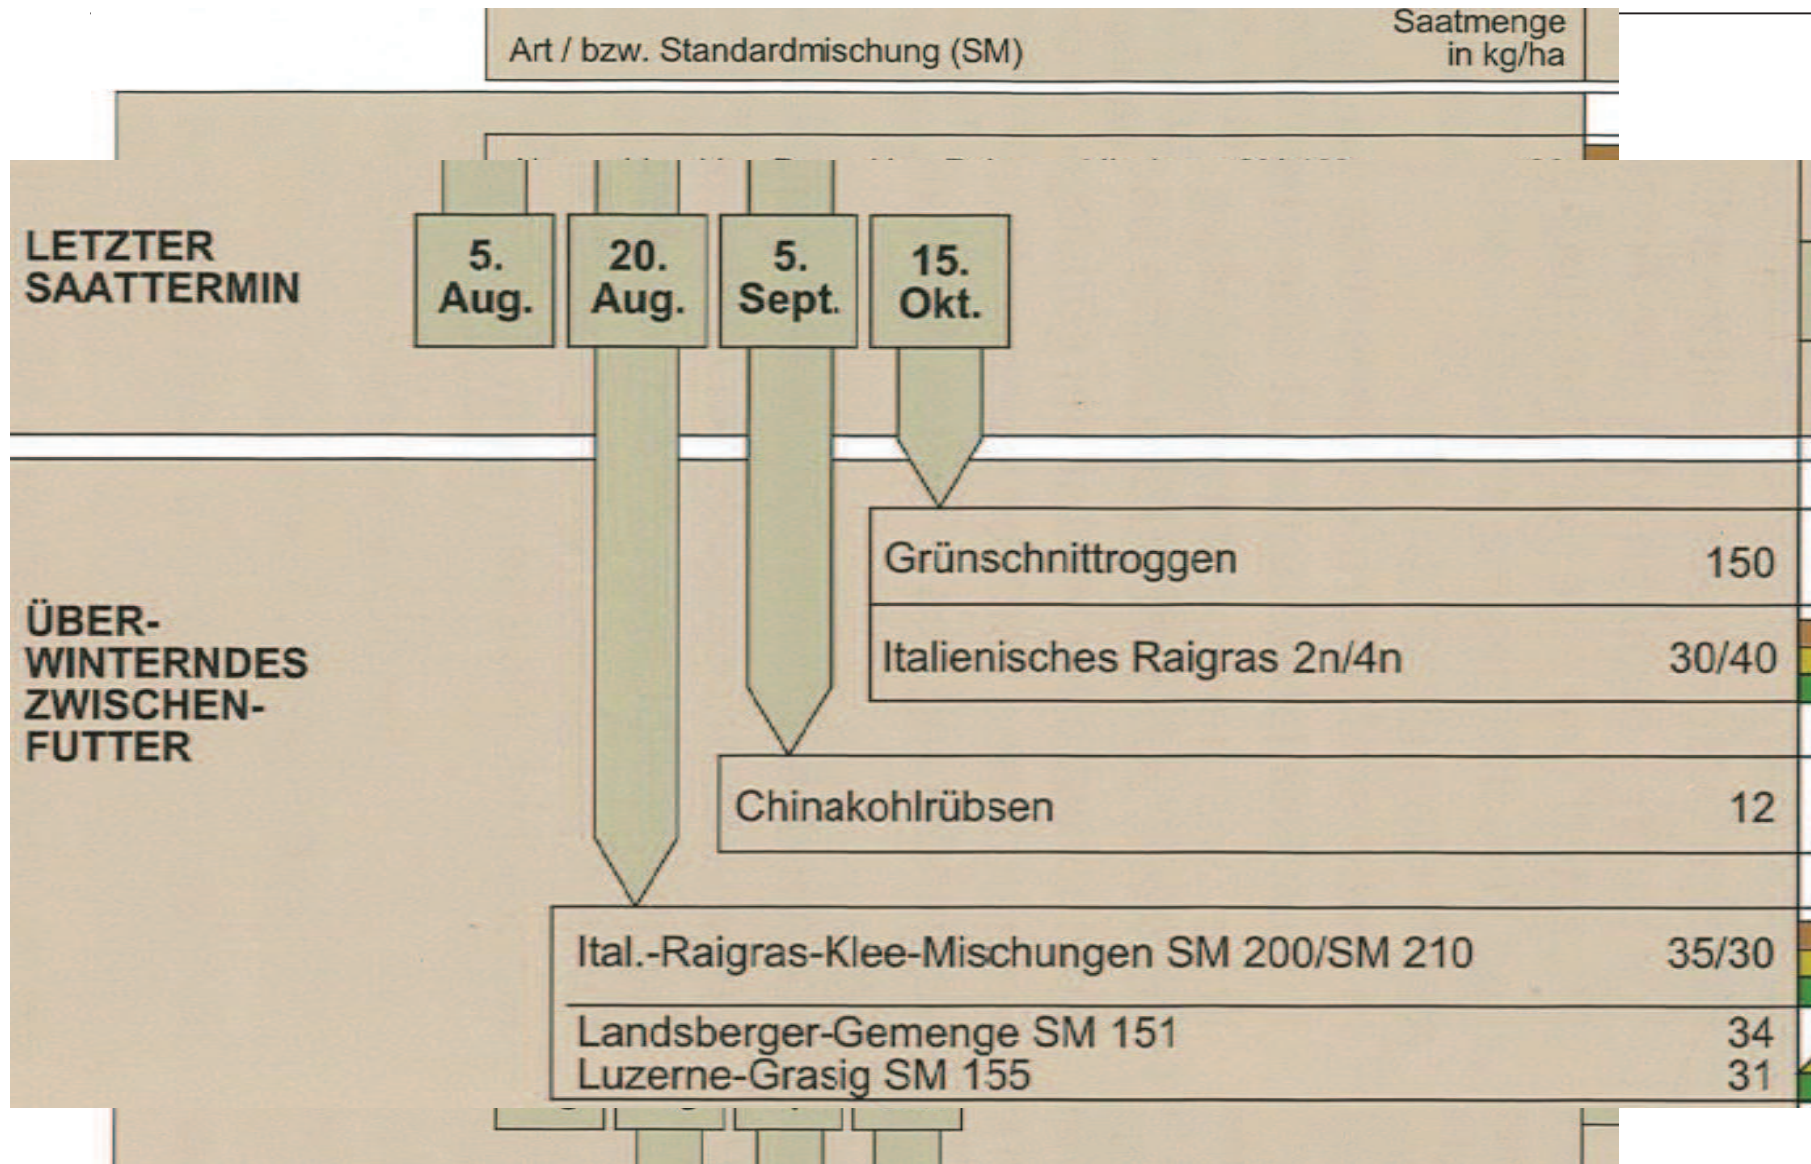 Saatmenge
Art / bzw. Standardmischung (SM) in kg/ha
LETZTER
SAATTERMIN
5.
Aug.
20.
Aug.
5.
Sept.
15.
Okt.
ÜBER-
WINTERNDES
ZWISCHEN-
FUTTER
Grünschnittroggen 150
Italienisches Raigras 2n/4n 30/40
Chinakohlrübsen 12
Ital.-Raigras-Klee-Mischungen SM 200/SM 210 35/30
Landsberger-Gemenge SM 151 34
Luzerne-Grasig SM 155 31